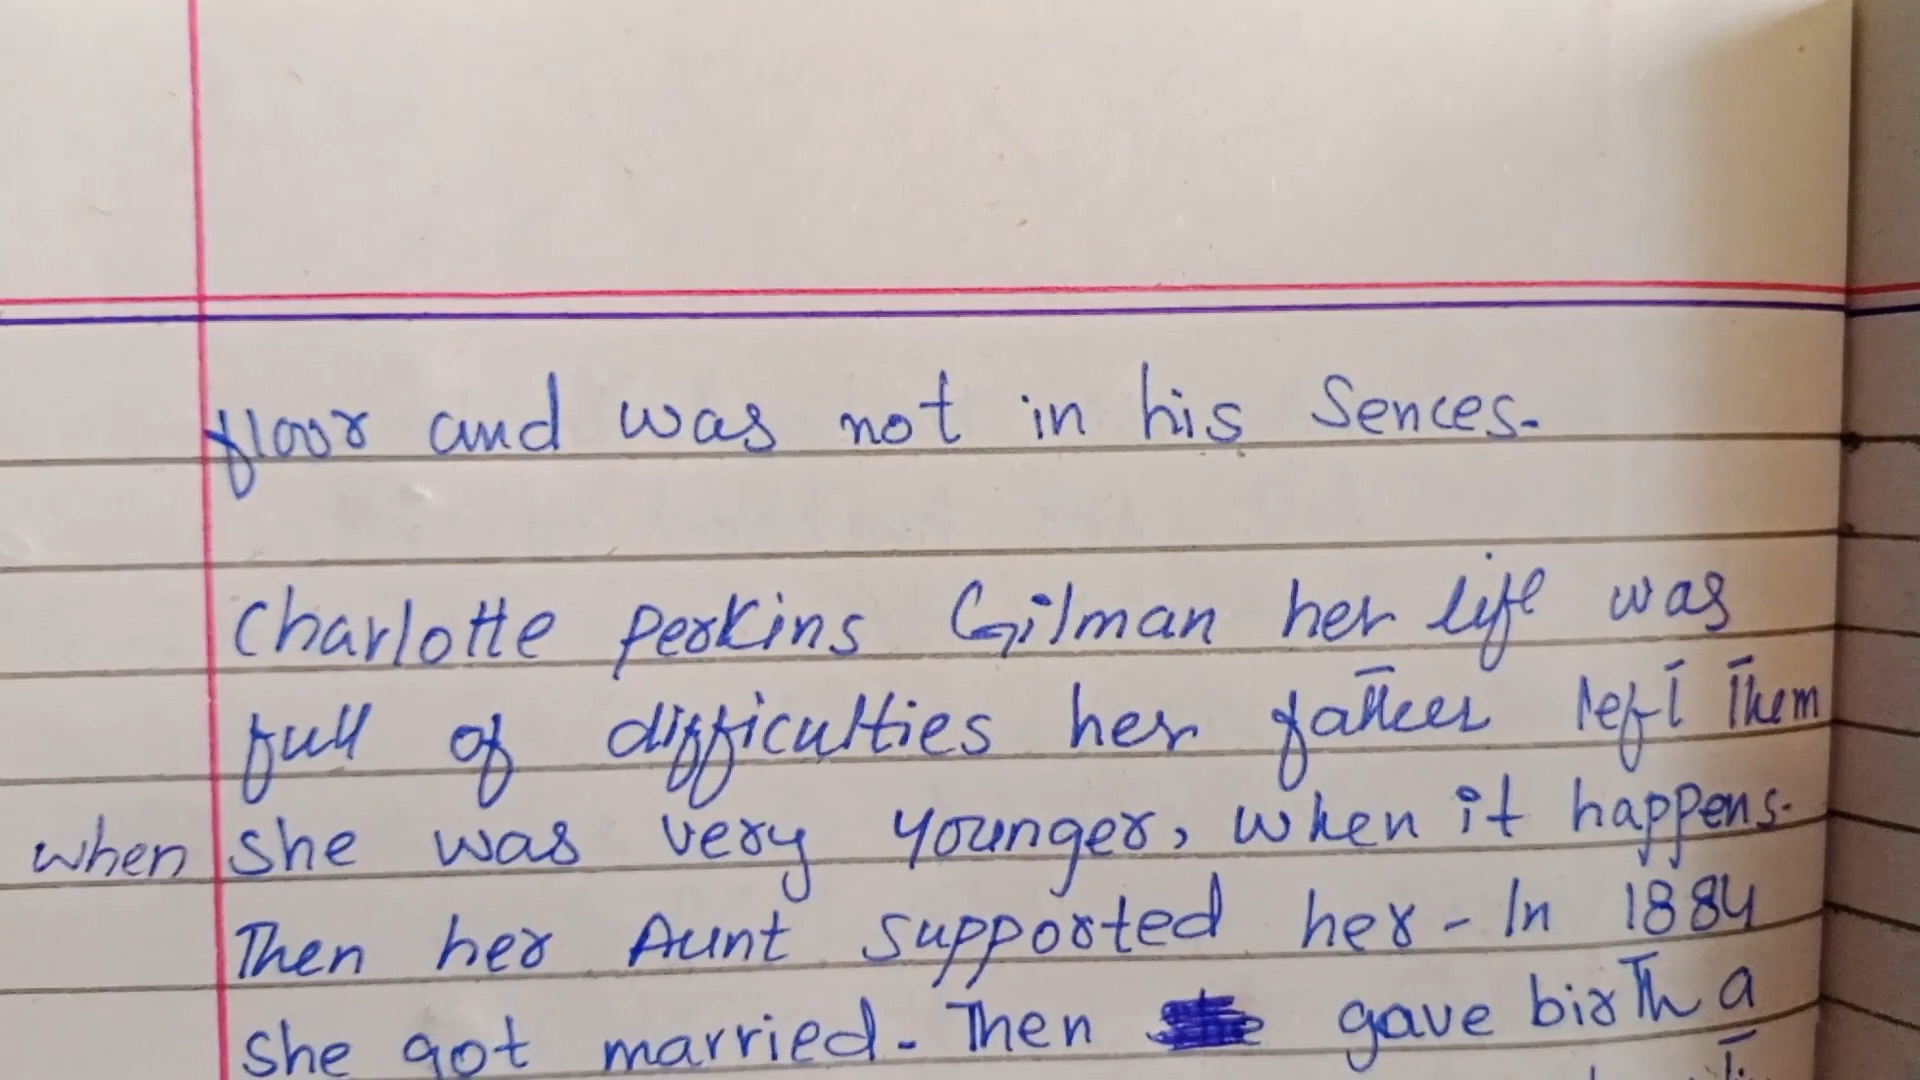 floor and was not in his Sences.
Charlotte Perkins Gilman her life was
full of difficulties her father left them
when she was very younger, when it happens.
Then her Aunt supported her - In 1884
she got married. Then gave birth a